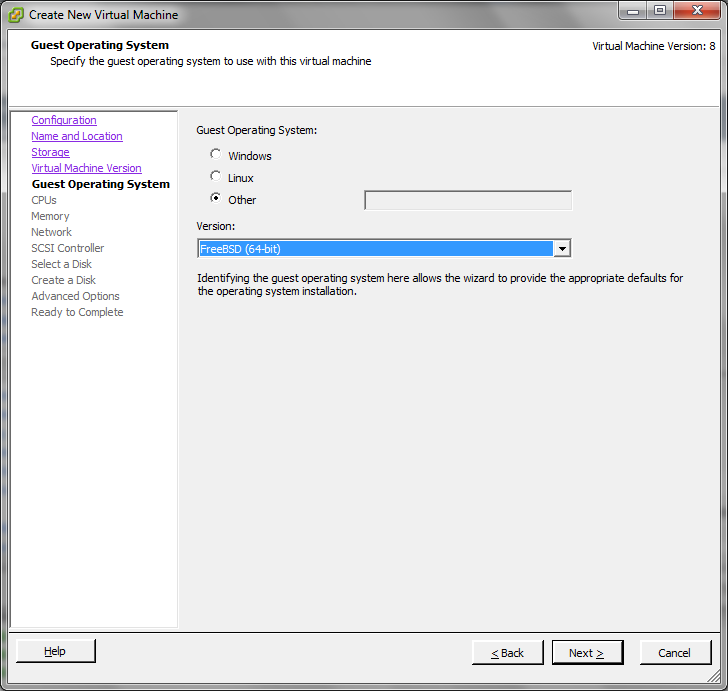 Create New Virtual Machine
Guest Operating System
Specify the guest operating system to use with this virtual machine
Virtual Machine Version: 8
Configuration
Name and Location
Storage
Virtual Machine Version
Guest Operating System
CPUs
Memory
Network
SCSI Controller
Select a Disk
Create a Disk
Advanced Options
Ready to Complete
Guest Operating System:
Windows
Linux
Other
Version:
FreeBSD (64-bit)
Identifying the guest operating system here allows the wizard to provide the appropriate defaults for
the operating system installation.
Help
< Back
Next >
Cancel